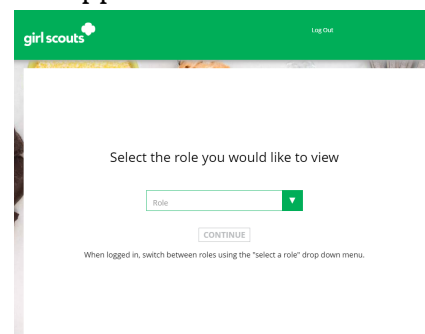 girl scouts
Log Out
Select the role you would like to view
Role
CONTINUE
When logged in, switch between roles using the "select a role" drop down menu.